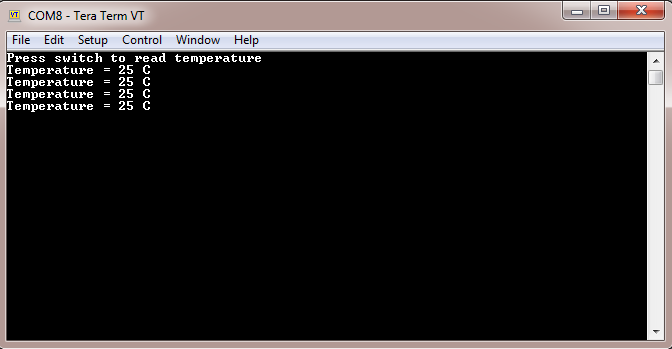 COM8 - Tera Term VT
File Edit Setup Control Window Help
Press switch to read temperature
Temperature = 25 C
Temperature = 25 C
Temperature = 25 C
Temperature = 25 C